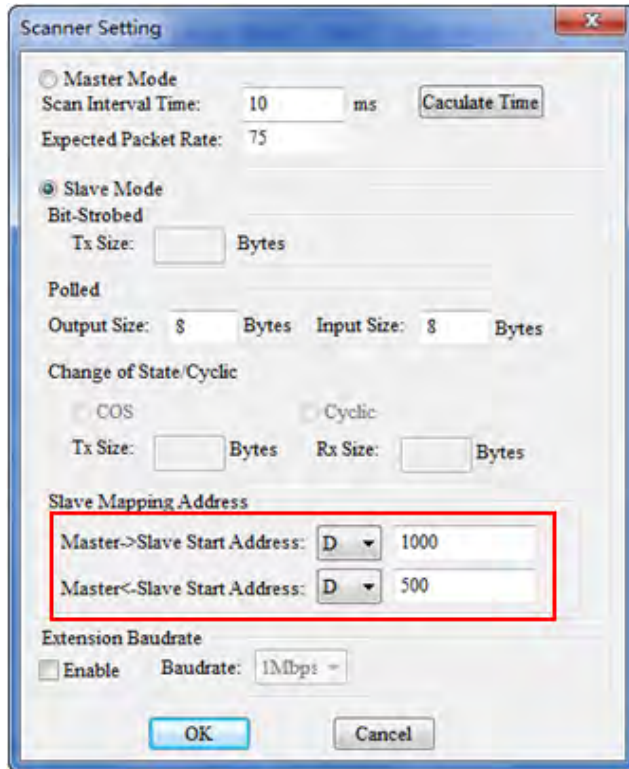 Scanner Setting
Master Mode
Scan Interval Time: 10 ms Caculate Time
Expected Packet Rate: 75
Slave Mode
Bit-Strobed
Tx Size: Bytes
Polled
Output Size: 8 Bytes Input Size: 8 Bytes
Change of State/Cyclic
COS Cyclic
Tx Size: Bytes Rx Size: Bytes
Slave Mapping Address
Master->Slave Start Address: D 1000
Master<-Slave Start Address: D 500
Extension Baudrate
Enable Baudrate: 1Mbps
OK Cancel